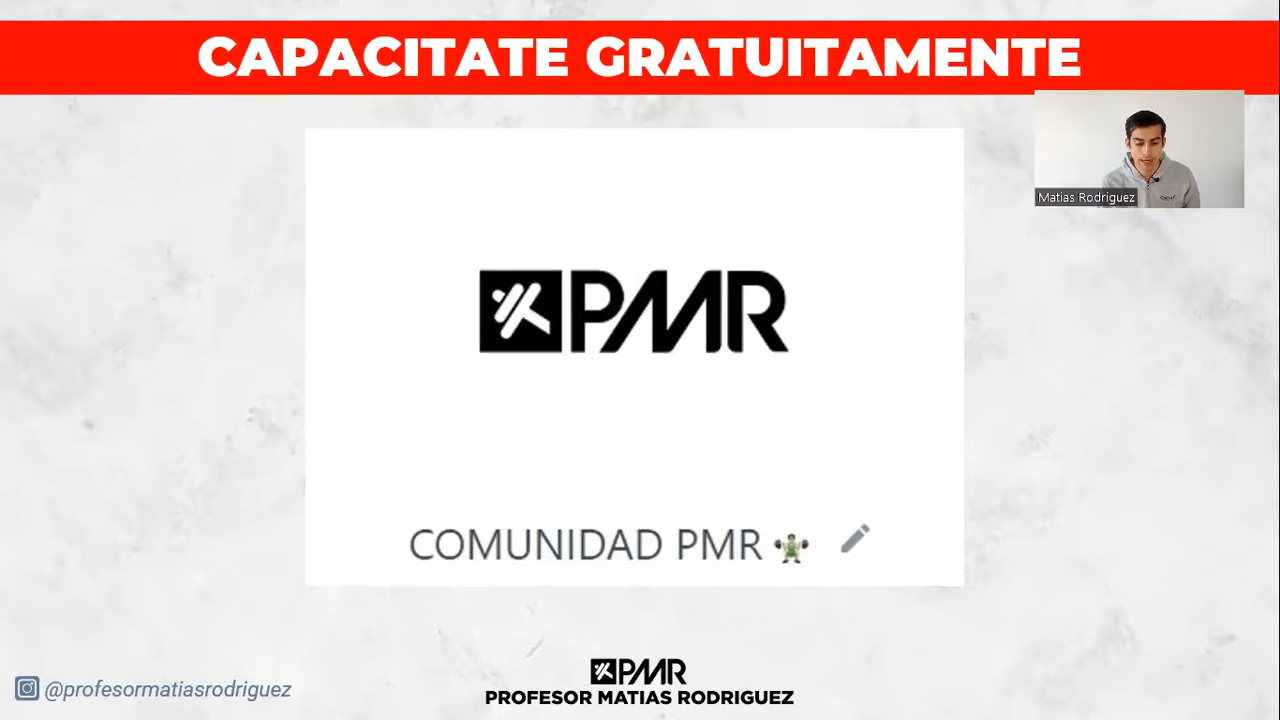 CAPACITATE GRATUITAMENTE
Matias Rodriguez
PMR
COMUNIDAD PMR
@profesormatiasrodriguez
PMR
PROFESOR MATIAS RODRIGUEZ